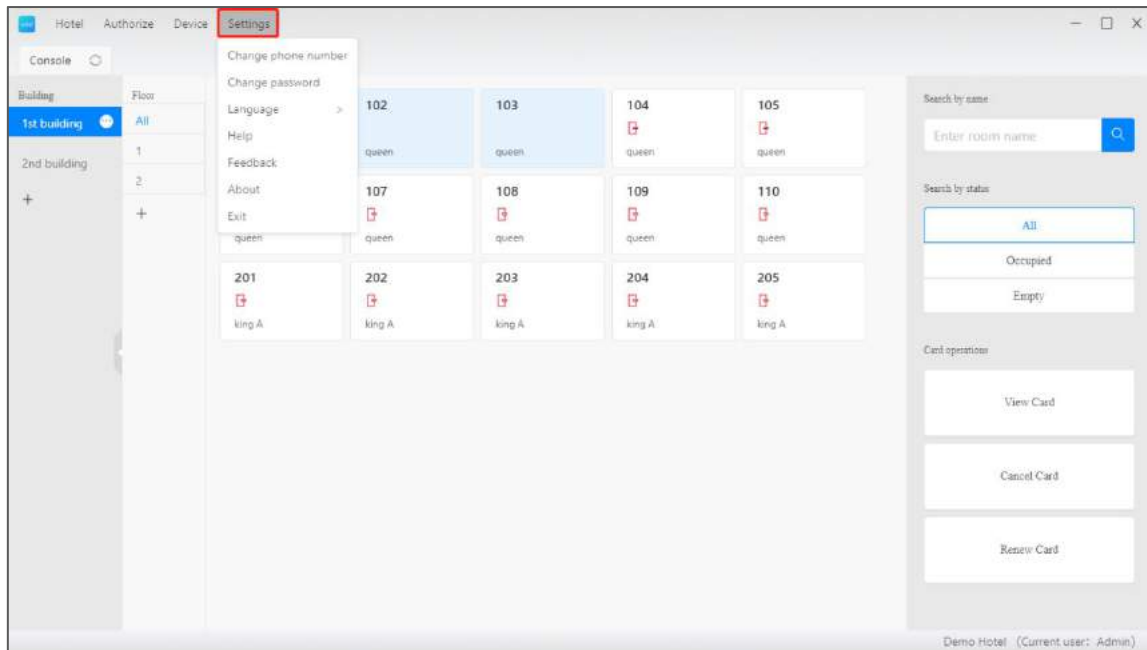 Hotel Authorize Device Settings
Console
Building
1st building
2nd building
+
Floor
All
1
2
+
Change phone number
Change password
Language >
Help
Feedback
About
Exit
102 103 104 105
queen queen queen queen
107 108 109 110
queen queen queen queen queen
201 202 203 204 205
king A king A king A king A king A
Search by name
Enter room name
Search by status
All
Occupied
Empty
Card operations
View Card
Cancel Card
Renew Card
Demo Hotel (Current user: Admin)